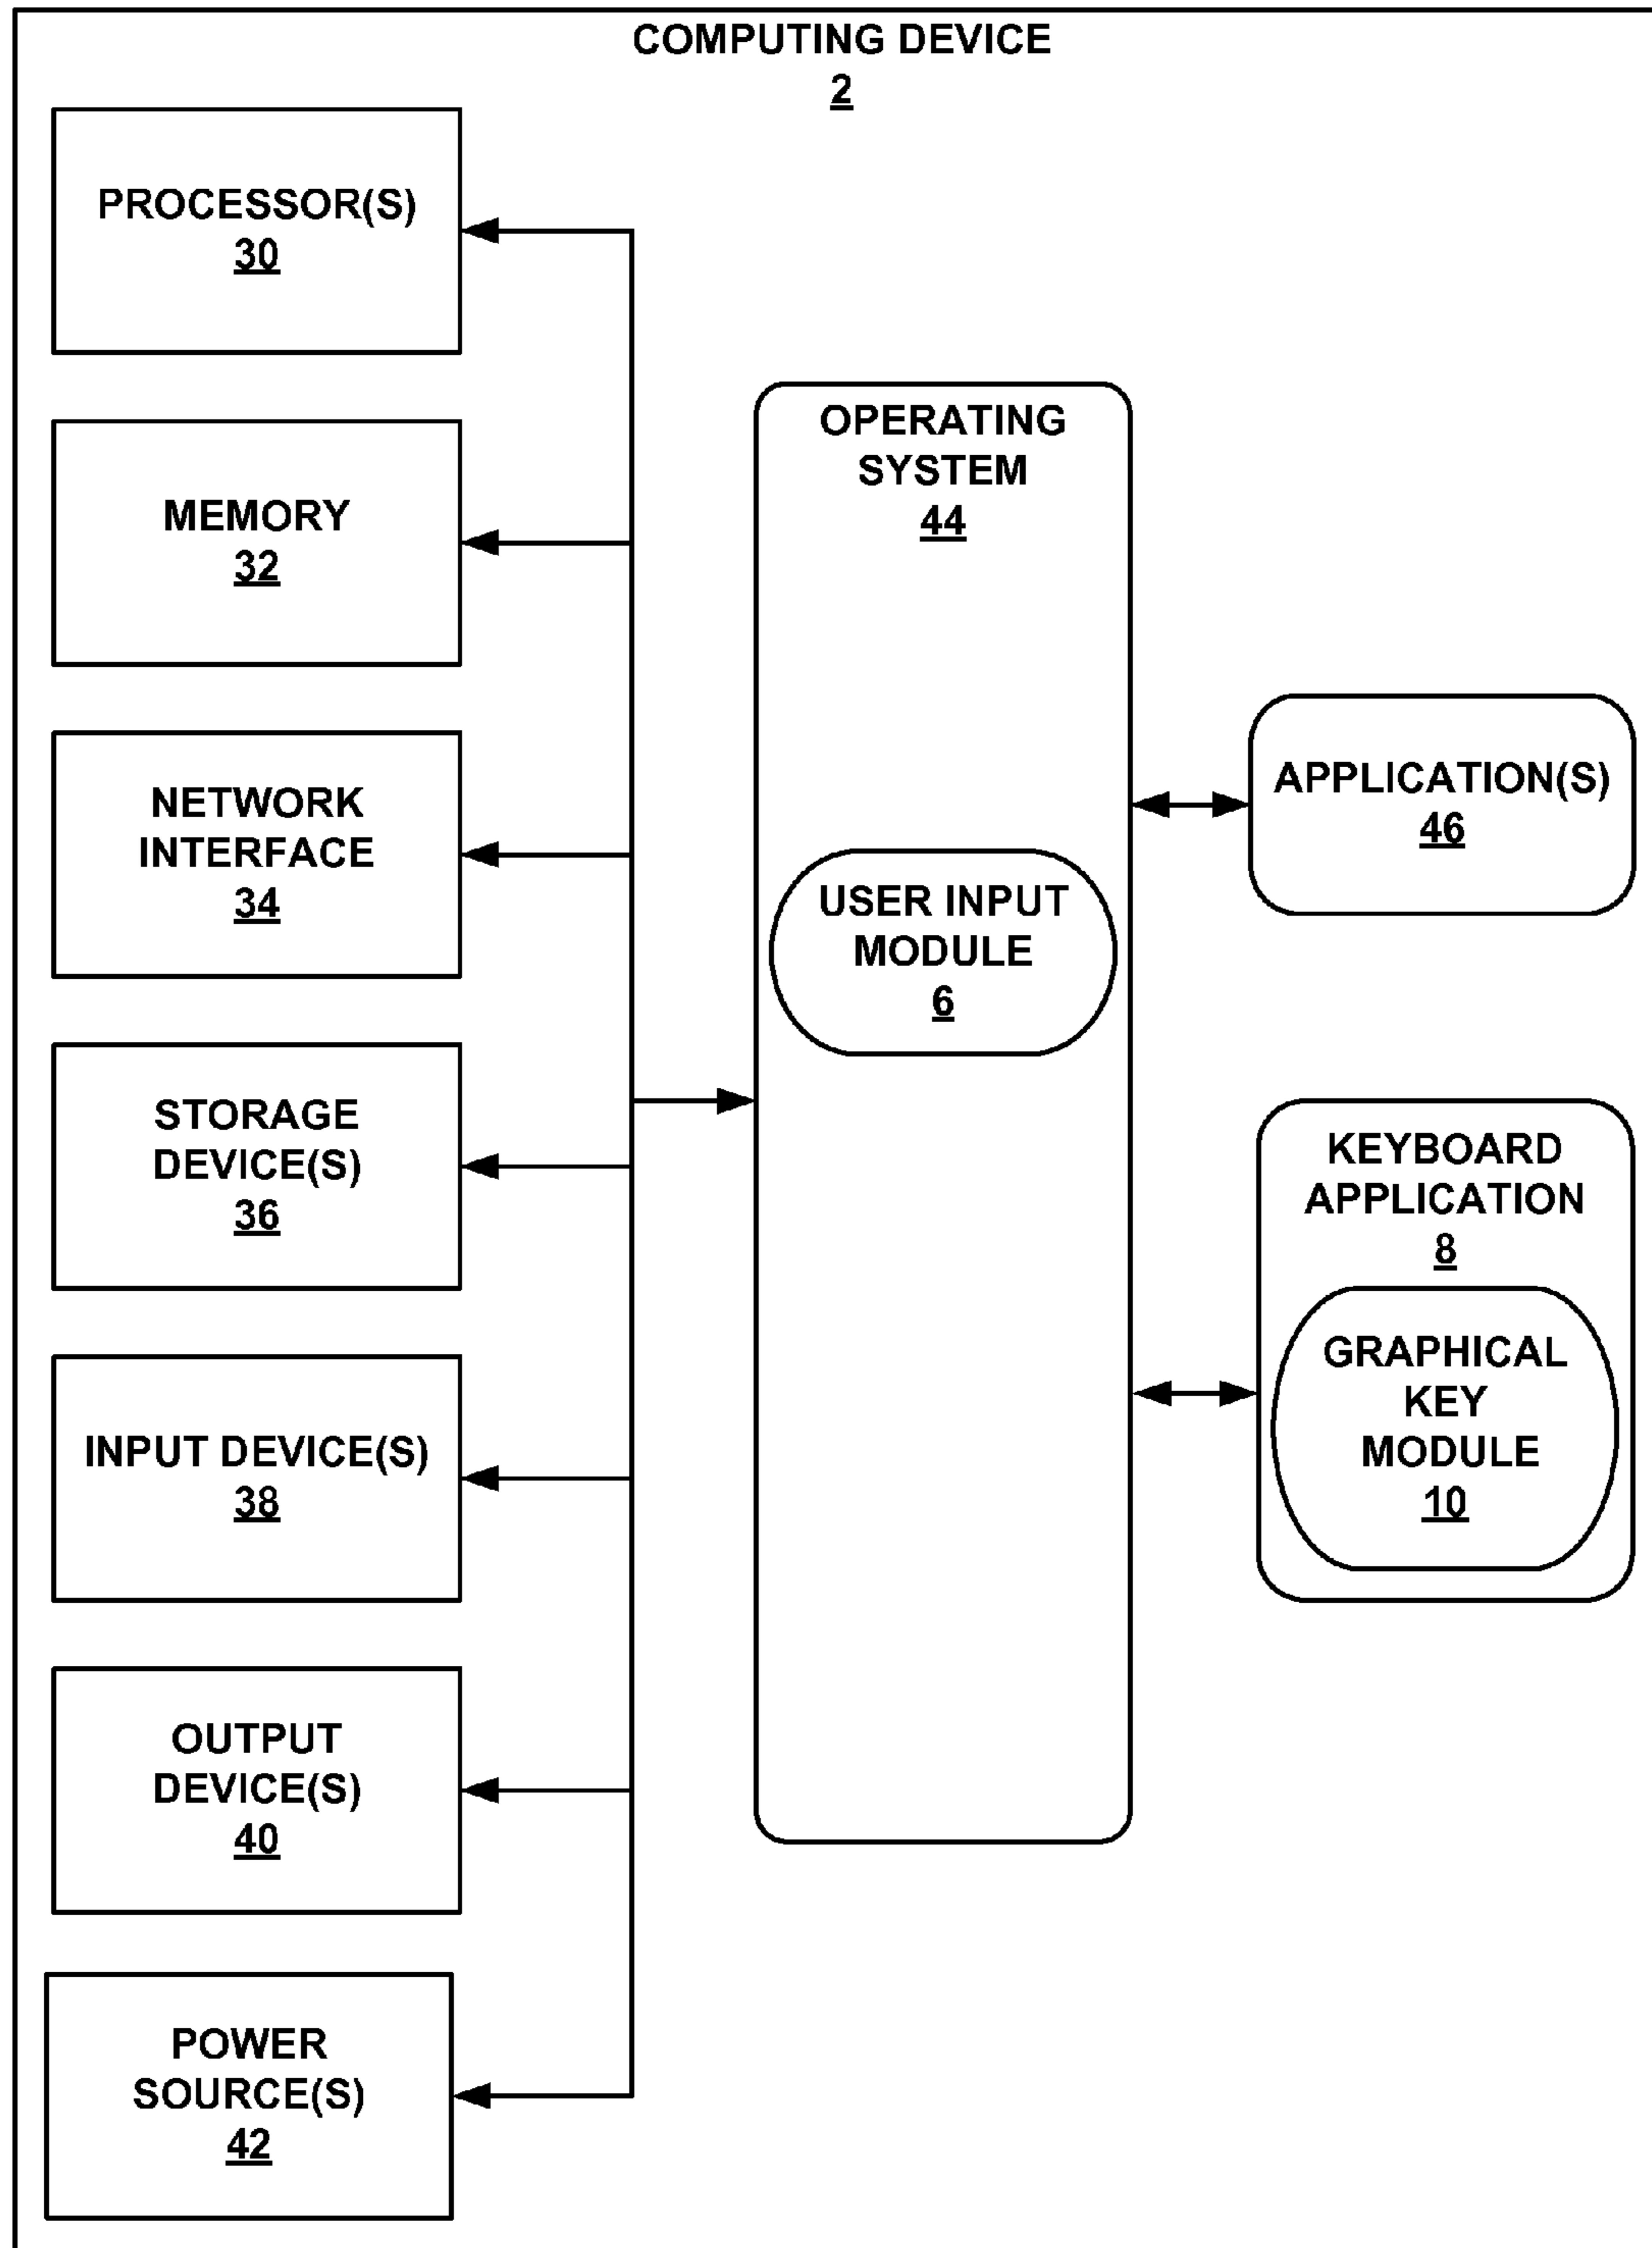 COMPUTING DEVICE
2
PROCESSOR(S)
30
MEMORY
32
NETWORK
INTERFACE
34
STORAGE
DEVICE(S)
36
INPUT DEVICE(S)
38
OUTPUT
DEVICE(S)
40
POWER
SOURCE(S)
42
OPERATING
SYSTEM
44
USER INPUT
MODULE
6
APPLICATION(S)
46
KEYBOARD
APPLICATION
8
GRAPHICAL
KEY
MODULE
10